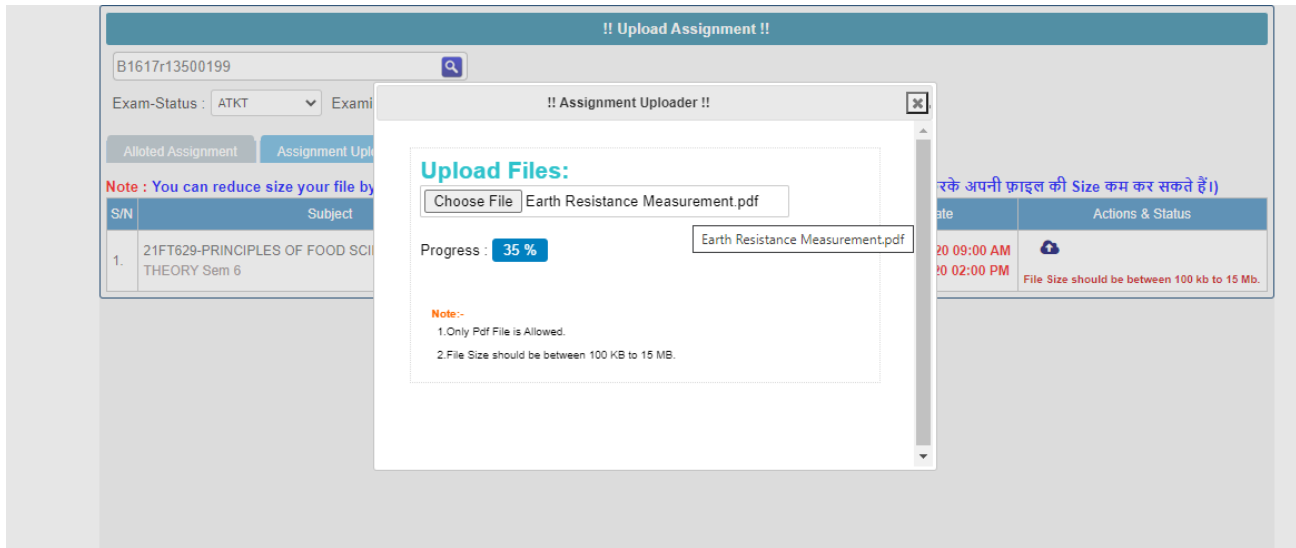 !! Upload Assignment !!
B1617r13500199
Exam-Status : ATKT Exami
!! Assignment Uploader !!
Alloted Assignment Assignment Uple
Note : You can reduce size your file by
रके अपनी फ़ाइल की Size कम कर सकते हैं।)
S/N Subject ate Actions & Status
1. 21FT629-PRINCIPLES OF FOOD SCI
THEORY Sem 6
20 09:00 AM
20 02:00 PM
File Size should be between 100 kb to 15 Mb.
Upload Files:
Choose File Earth Resistance Measurement.pdf
Earth Resistance Measurement.pdf
Progress : 35 %
Note:-
1.Only Pdf File is Allowed.
2.File Size should be between 100 KB to 15 MB.